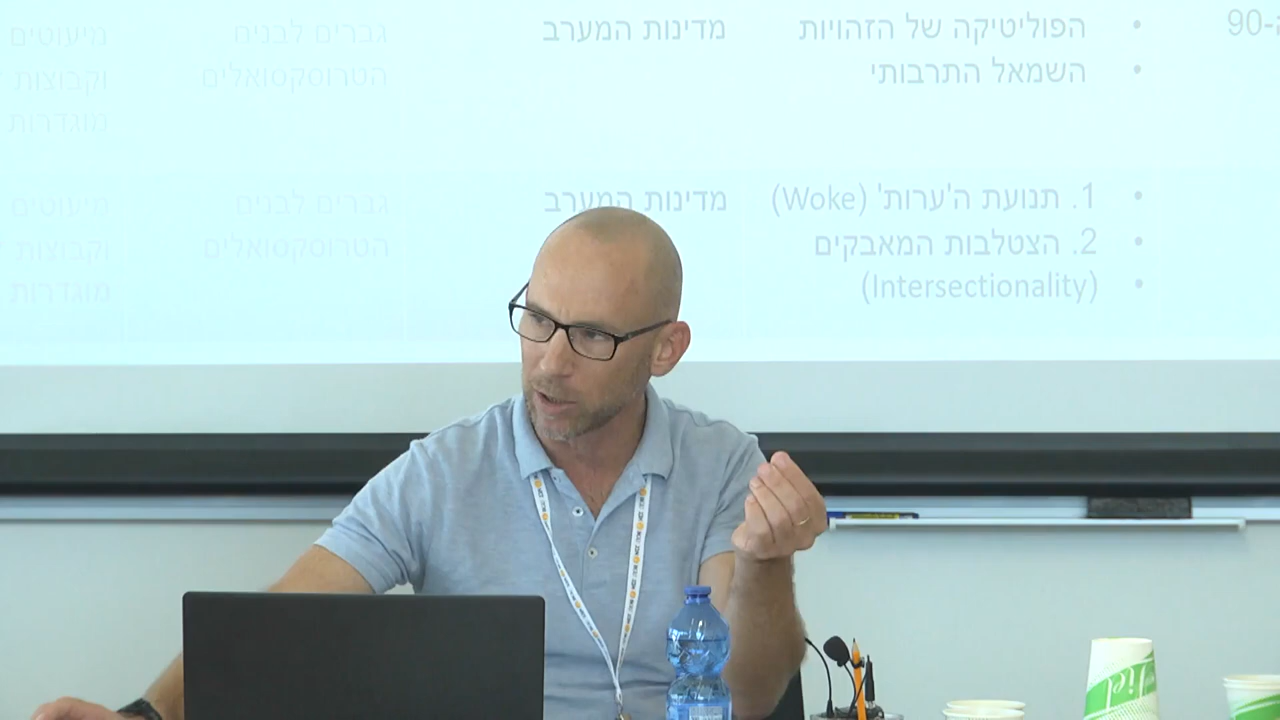 90-
הפוליטיקה של הזהויות
השמאל התרבותי
מדינות המערב
גברים לבנים
הטרוסקסואלים
מיעוטים
וקבוצות
מוגדרות
1. תנועת ה'ערות' (Woke)
2. הצטלבות המאבקים
(Intersectionality)
מדינות המערב
גברים לבנים
הטרוסקסואלים
מיעוטים
וקבוצות
מוגדרות